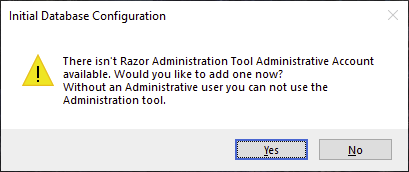 Initial Database Configuration
There isn't Razor Administration Tool Administrative Account
available. Would you like to add one now?
Without an Administrative user you can not use the
Administration tool.
Yes
No